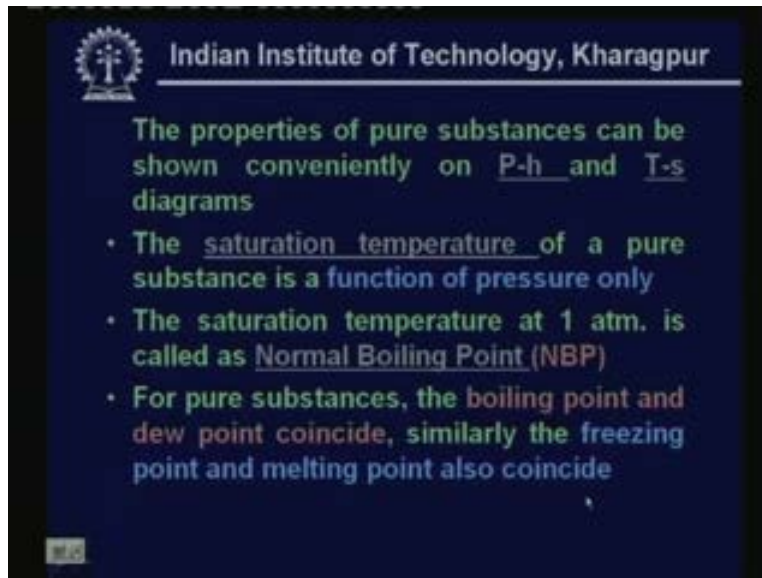 Indian Institute of Technology, Kharagpur
The properties of pure substances can be
shown conveniently on P-h and T-s
diagrams
• The saturation temperature of a pure
substance is a function of pressure only
• The saturation temperature at 1 atm. is
called as Normal Boiling Point (NBP)
• For pure substances, the boiling point and
dew point coincide, similarly the freezing
point and melting point also coincide